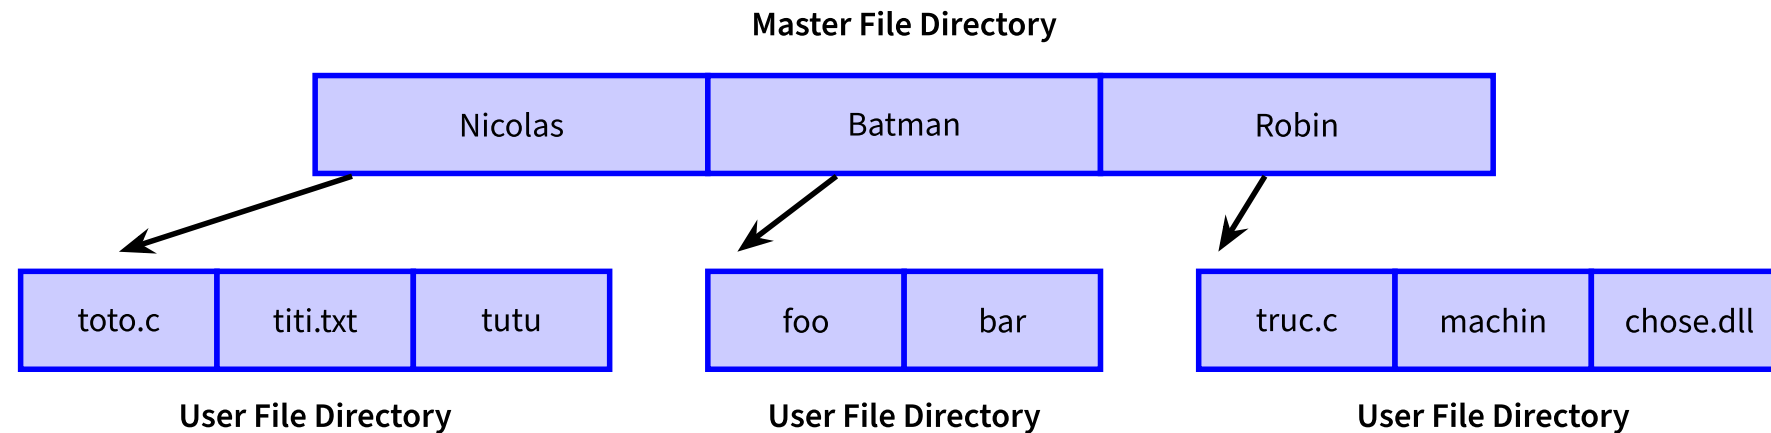 Master File Directory
Nicolas Batman Robin
toto.c titi.txt tutu foo bar truc.c machin chose.dll
User File Directory User File Directory User File Directory